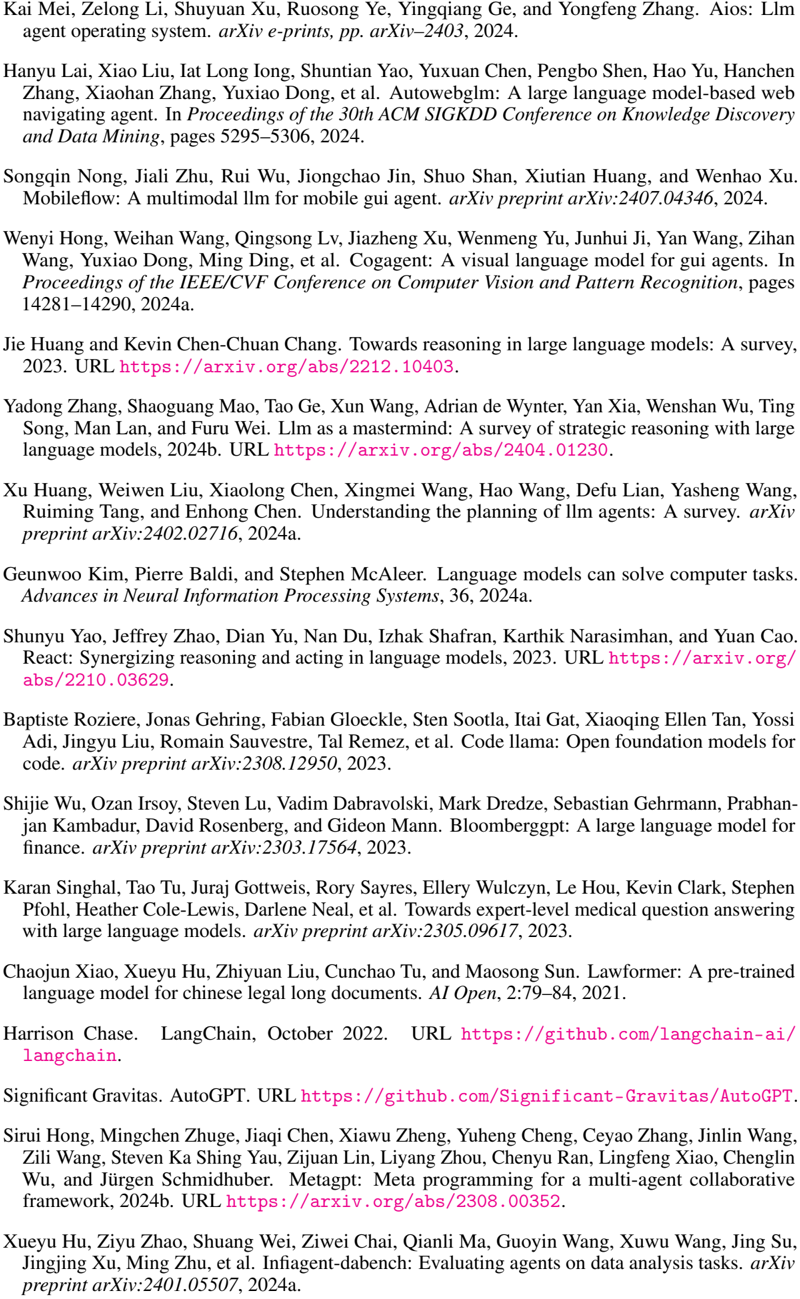 Kai Mei, Zelong Li, Shuyuan Xu, Ruosong Ye, Yingqiang Ge, and Yongfeng Zhang. Aios: Llm
agent operating system. arXiv e-prints, pp. arXiv–2403, 2024.
Hanyu Lai, Xiao Liu, Iat Long Iong, Shuntian Yao, Yuxuan Chen, Pengbo Shen, Hao Yu, Hanchen
Zhang, Xiaohan Zhang, Yuxiao Dong, et al. Autowebglm: A large language model-based web
navigating agent. In Proceedings of the 30th ACM SIGKDD Conference on Knowledge Discovery
and Data Mining, pages 5295–5306, 2024.
Songqin Nong, Jiali Zhu, Rui Wu, Jiongchao Jin, Shuo Shan, Xiutian Huang, and Wenhao Xu.
Mobileflow: A multimodal llm for mobile gui agent. arXiv preprint arXiv:2407.04346, 2024.
Wenyi Hong, Weihan Wang, Qingsong Lv, Jiazheng Xu, Wenmeng Yu, Junhui Ji, Yan Wang, Zihan
Wang, Yuxiao Dong, Ming Ding, et al. Cogagent: A visual language model for gui agents. In
Proceedings of the IEEE/CVF Conference on Computer Vision and Pattern Recognition, pages
14281–14290, 2024a.
Jie Huang and Kevin Chen-Chuan Chang. Towards reasoning in large language models: A survey,
2023. URL https://arxiv.org/abs/2212.10403.
Yadong Zhang, Shaoguang Mao, Tao Ge, Xun Wang, Adrian de Wynter, Yan Xia, Wenshan Wu, Ting
Song, Man Lan, and Furu Wei. Llm as a mastermind: A survey of strategic reasoning with large
language models, 2024b. URL https://arxiv.org/abs/2404.01230.
Xu Huang, Weiwen Liu, Xiaolong Chen, Xingmei Wang, Hao Wang, Defu Lian, Yasheng Wang,
Ruiming Tang, and Enhong Chen. Understanding the planning of llm agents: A survey. arXiv
preprint arXiv:2402.02716, 2024a.
Geunwoo Kim, Pierre Baldi, and Stephen McAleer. Language models can solve computer tasks.
Advances in Neural Information Processing Systems, 36, 2024a.
Shunyu Yao, Jeffrey Zhao, Dian Yu, Nan Du, Izhak Shafran, Karthik Narasimhan, and Yuan Cao.
React: Synergizing reasoning and acting in language models, 2023. URL https://arxiv.org/
abs/2210.03629.
Baptiste Roziere, Jonas Gehring, Fabian Gloeckle, Sten Sootla, Itai Gat, Xiaoqing Ellen Tan, Yossi
Adi, Jingyu Liu, Romain Sauvestre, Tal Remez, et al. Code llama: Open foundation models for
code. arXiv preprint arXiv:2308.12950, 2023.
Shijie Wu, Ozan Irsoy, Steven Lu, Vadim Dabravolski, Mark Dredze, Sebastian Gehrmann, Prabhan-
jan Kambadur, David Rosenberg, and Gideon Mann. Bloomberggpt: A large language model for
finance. arXiv preprint arXiv:2303.17564, 2023.
Karan Singhal, Tao Tu, Juraj Gottweis, Rory Sayres, Ellery Wulczyn, Le Hou, Kevin Clark, Stephen
Pfohl, Heather Cole-Lewis, Darlene Neal, et al. Towards expert-level medical question answering
with large language models. arXiv preprint arXiv:2305.09617, 2023.
Chaojun Xiao, Xueyu Hu, Zhiyuan Liu, Cunchao Tu, and Maosong Sun. Lawformer: A pre-trained
language model for chinese legal long documents. AI Open, 2:79–84, 2021.
Harrison Chase. LangChain, October 2022. URL https://github.com/langchain-ai/
langchain.
Significant Gravitas. AutoGPT. URL https://github.com/Significant-Gravitas/AutoGPT.
Sirui Hong, Mingchen Zhuge, Jiaqi Chen, Xiawu Zheng, Yuheng Cheng, Ceyao Zhang, Jinlin Wang,
Zili Wang, Steven Ka Shing Yau, Zijuan Lin, Liyang Zhou, Chenyu Ran, Lingfeng Xiao, Chenglin
Wu, and Jürgen Schmidhuber. Metagpt: Meta programming for a multi-agent collaborative
framework, 2024b. URL https://arxiv.org/abs/2308.00352.
Xueyu Hu, Ziyu Zhao, Shuang Wei, Ziwei Chai, Qianli Ma, Guoyin Wang, Xuwu Wang, Jing Su,
Jingjing Xu, Ming Zhu, et al. Infiagent-dabench: Evaluating agents on data analysis tasks. arXiv
preprint arXiv:2401.05507, 2024a.